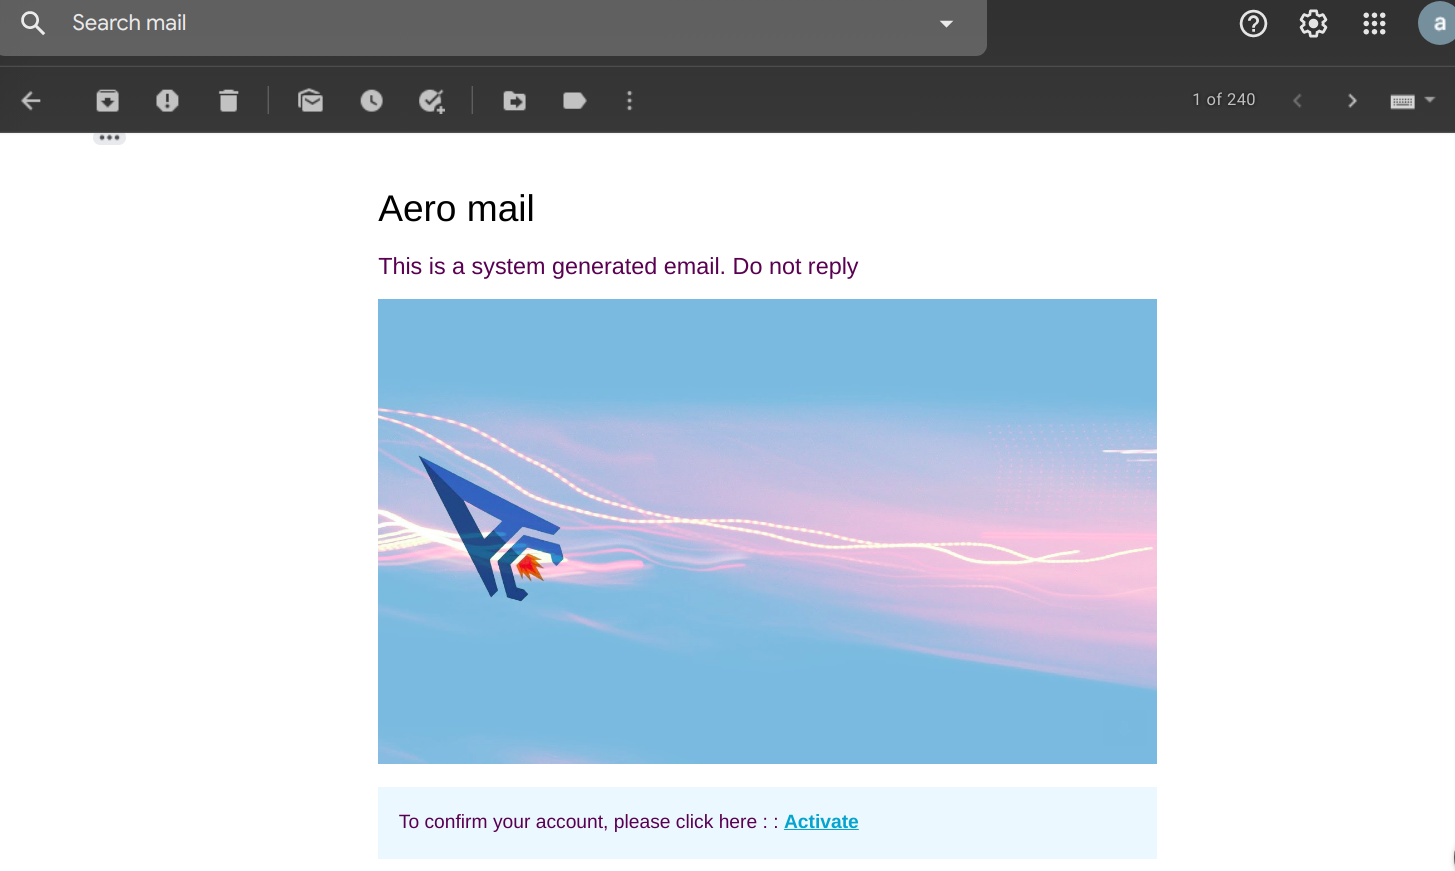 Search mail
a
1 of 240
Aero mail
This is a system generated email. Do not reply
To confirm your account, please click here : : Activate